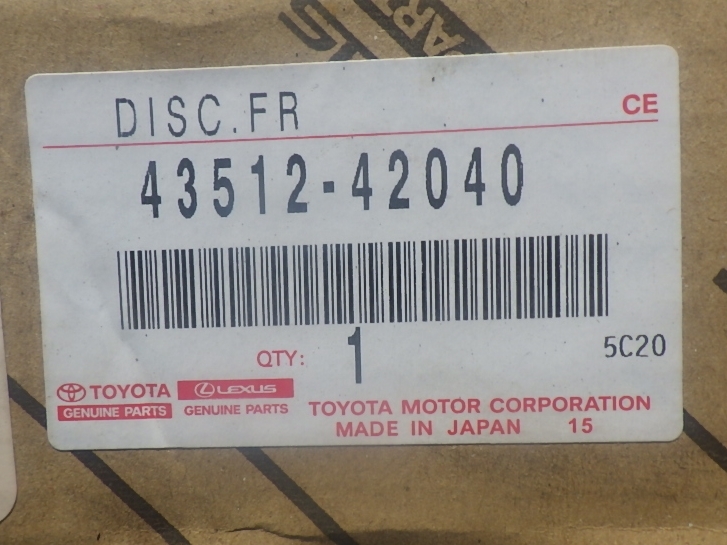 DISC.FR
CE
43512-42040
QTY: 1
5C20
TOYOTA
GENUINE PARTS
LEXUS
GENUINE PARTS
TOYOTA MOTOR CORPORATION
MADE IN JAPAN 15